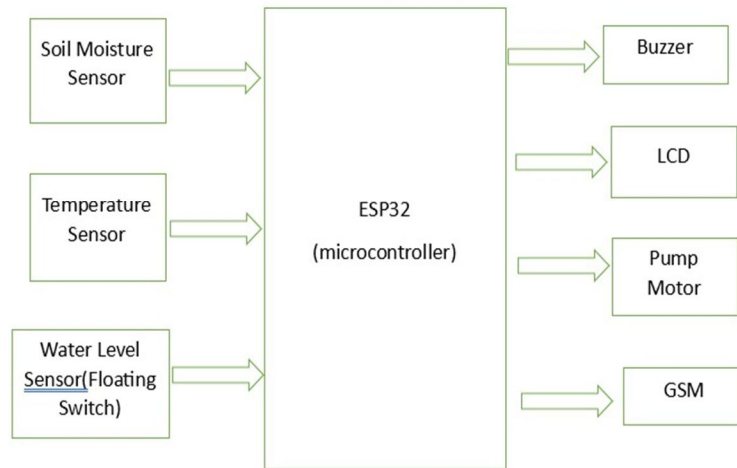 Soil Moisture
Sensor
Temperature
Sensor
Water Level
Sensor(Floating
Switch)
ESP32
(microcontroller)
Buzzer
LCD
Pump
Motor
GSM